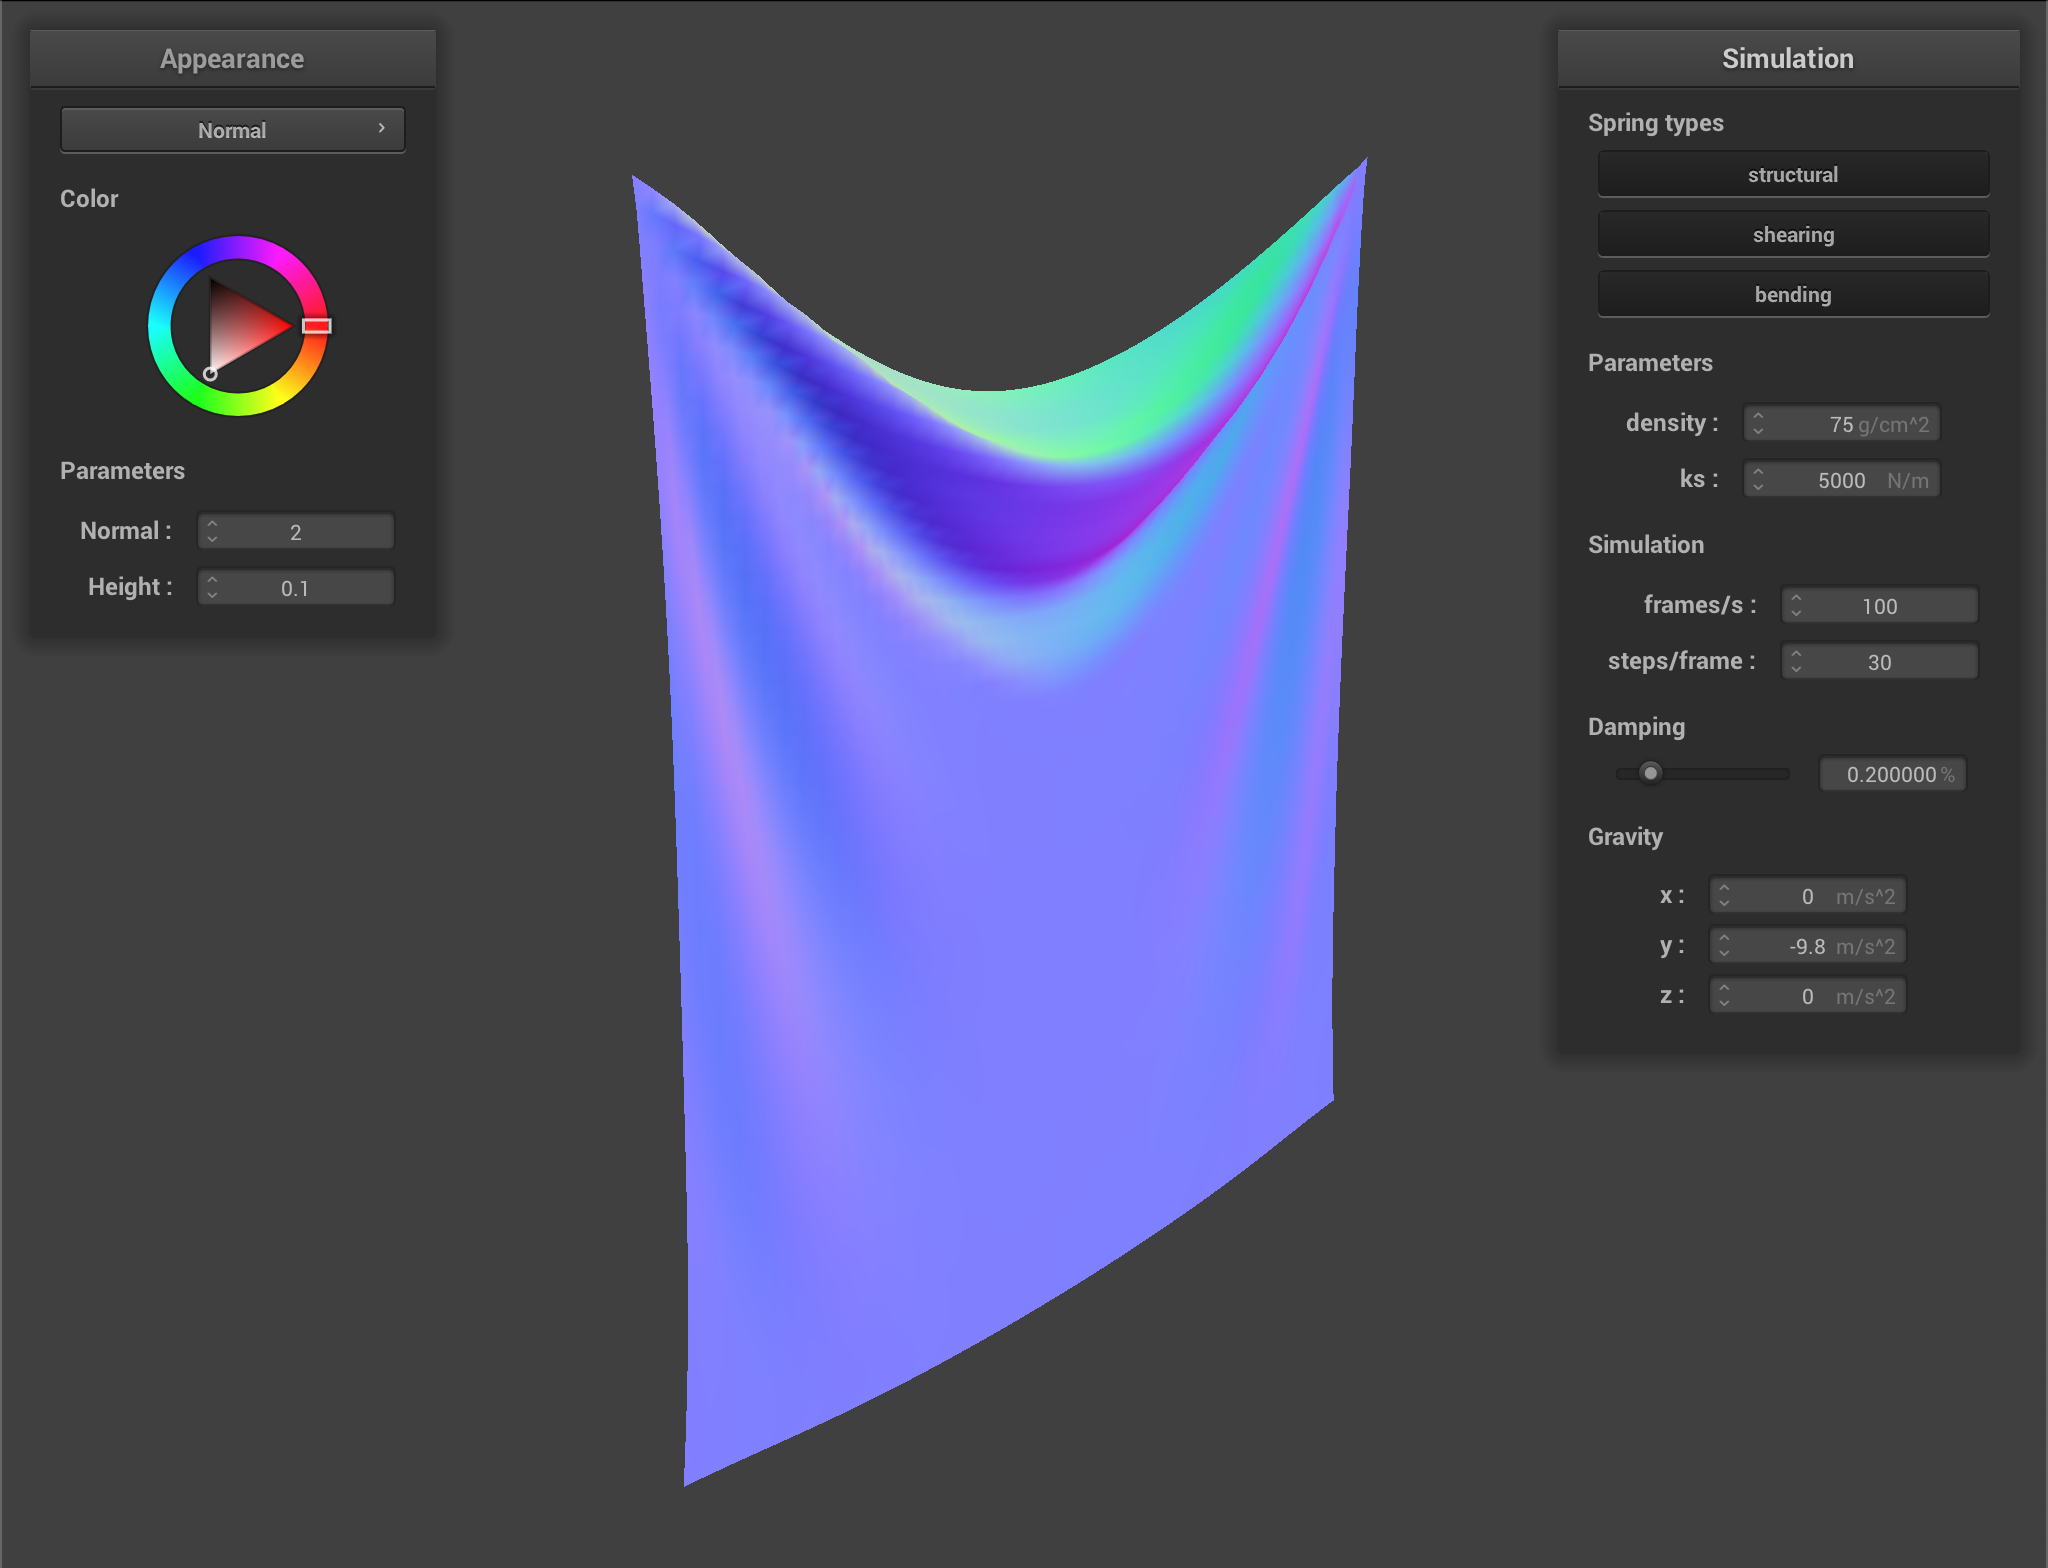 Appearance
Normal
Color
Parameters
Normal : 2
Height : 0.1
Simulation
Spring types
structural
shearing
bending
Parameters
density : 75 g/cm^2
ks : 5000 N/m
Simulation
frames/s : 100
steps/frame : 30
Damping
0.200000 %
Gravity
x : 0 m/s^2
y : -9.8 m/s^2
z : 0 m/s^2